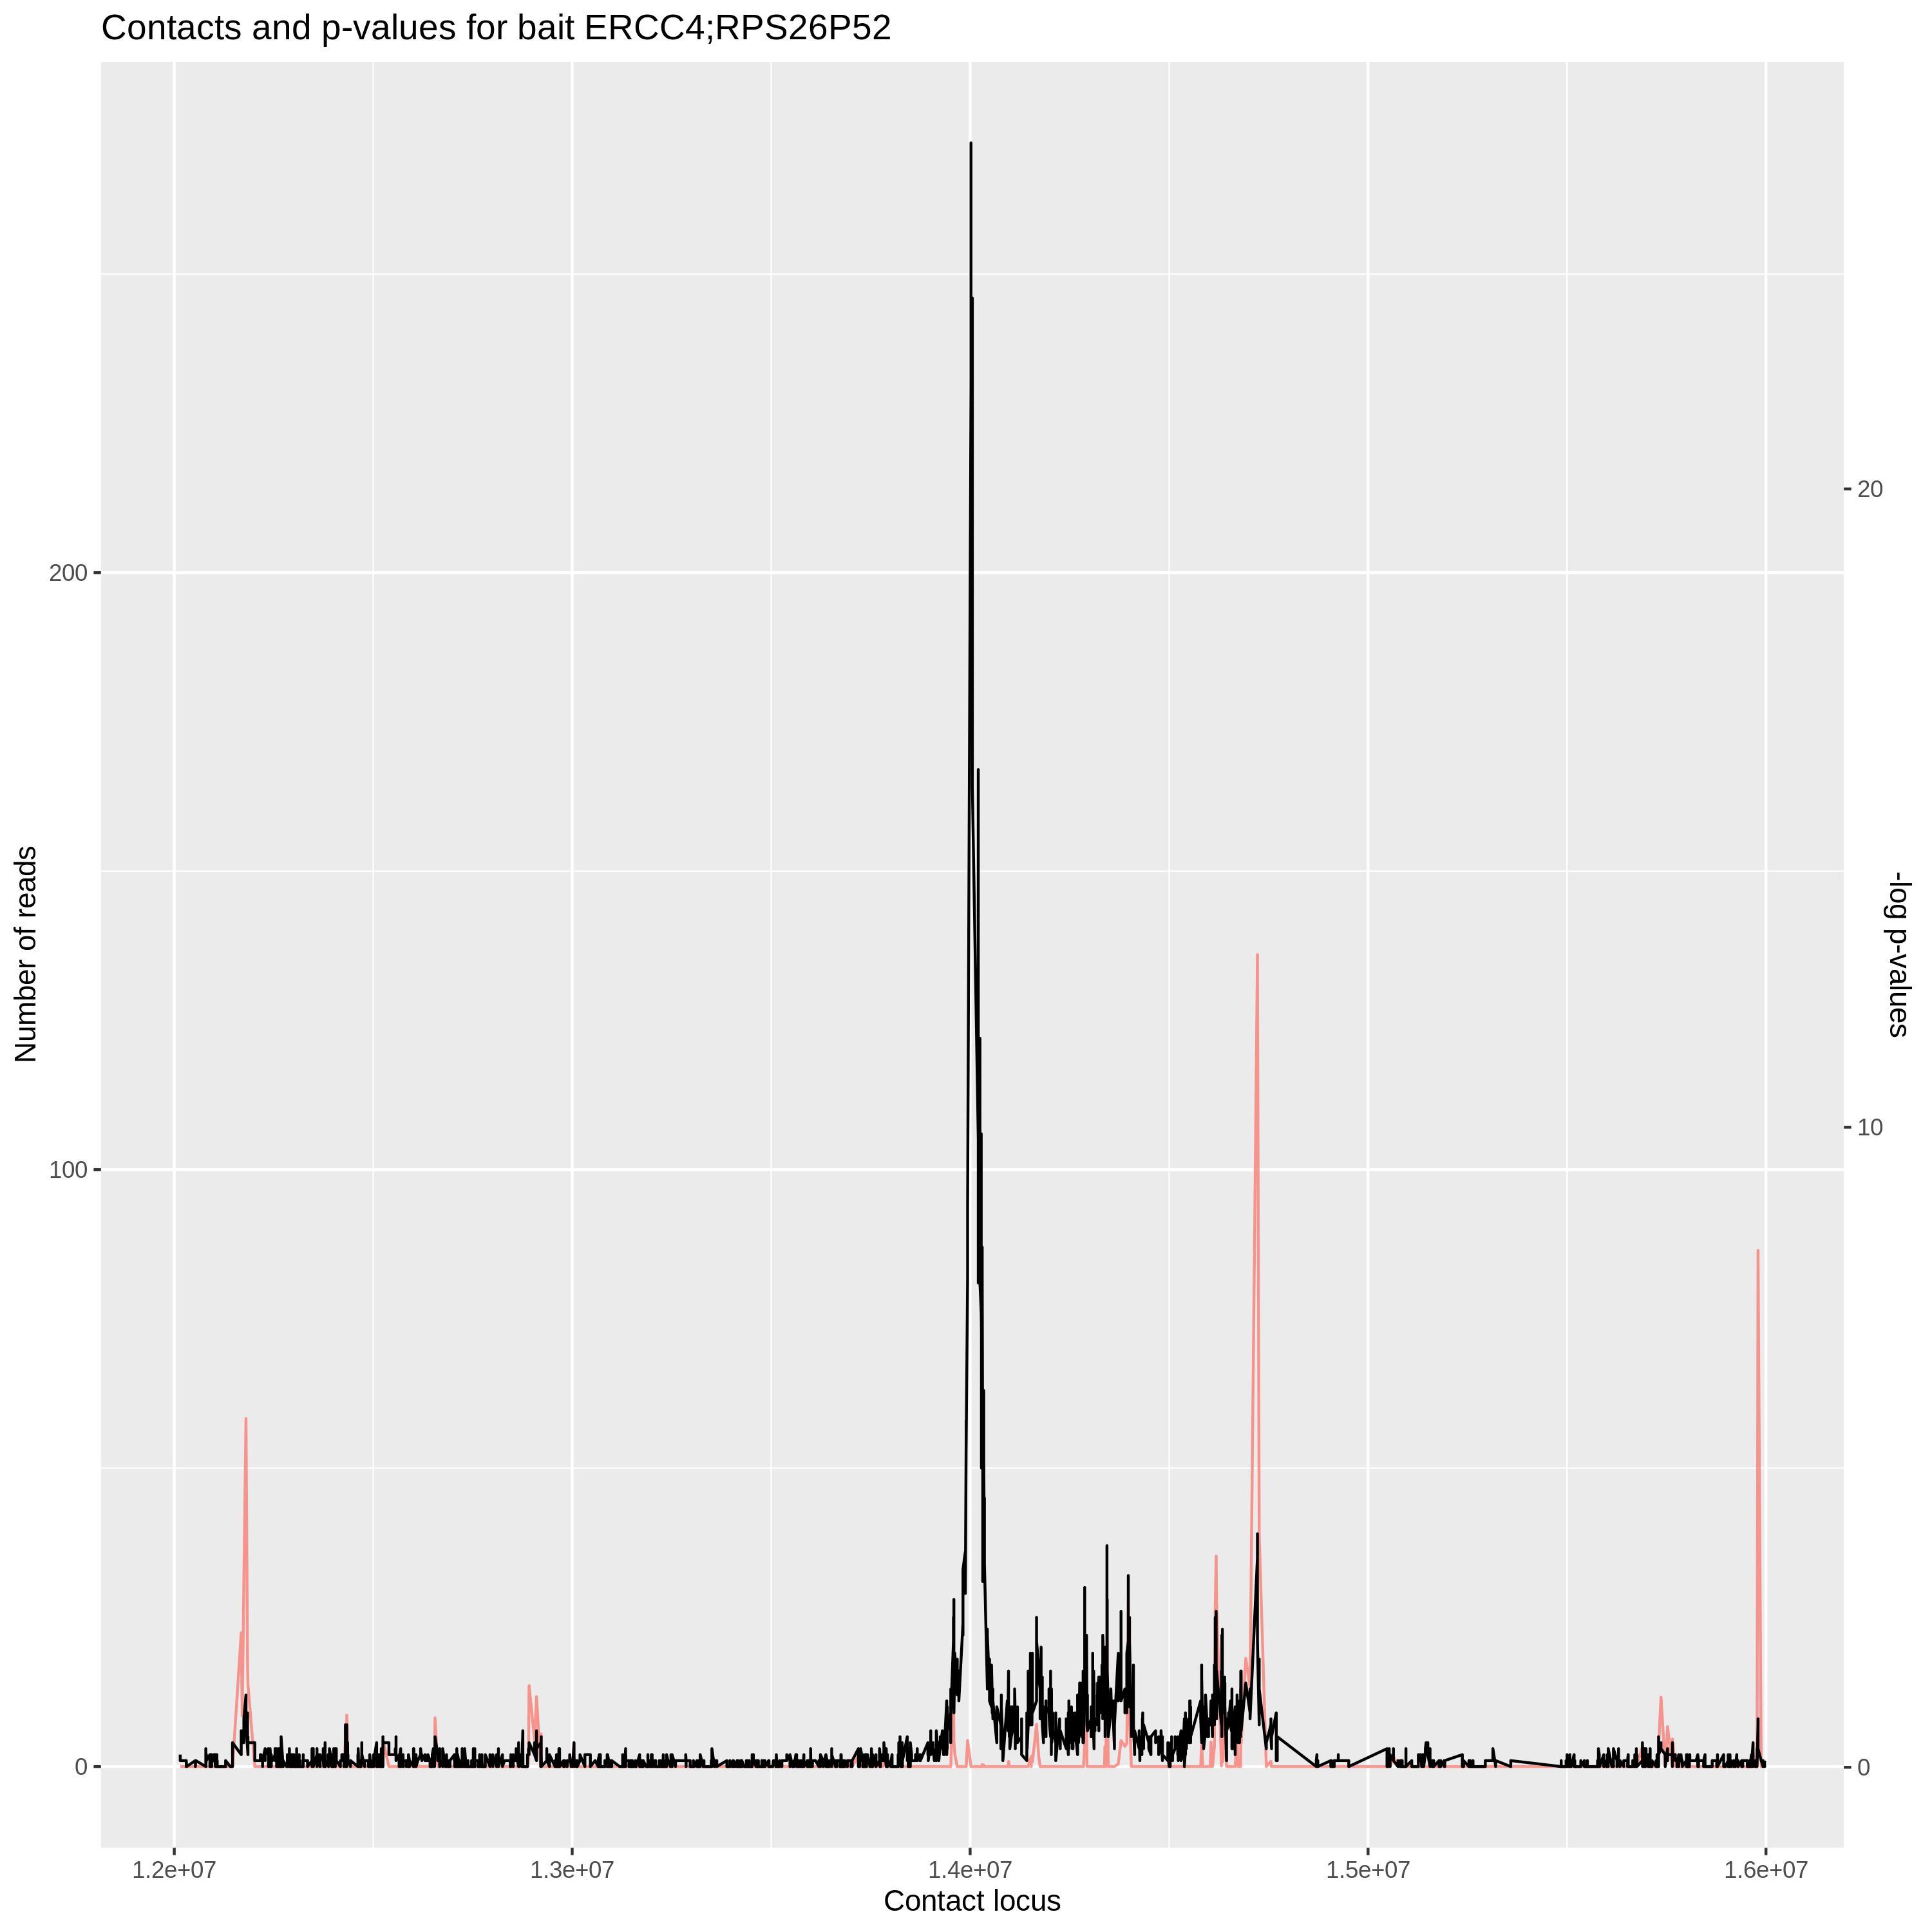 Contacts and p-values for bait ERCC4;RPS26P52
Number of reads
200
100
0
20
10
0
-log p-values
1.2e+07 1.3e+07 1.4e+07 1.5e+07 1.6e+07
Contact locus